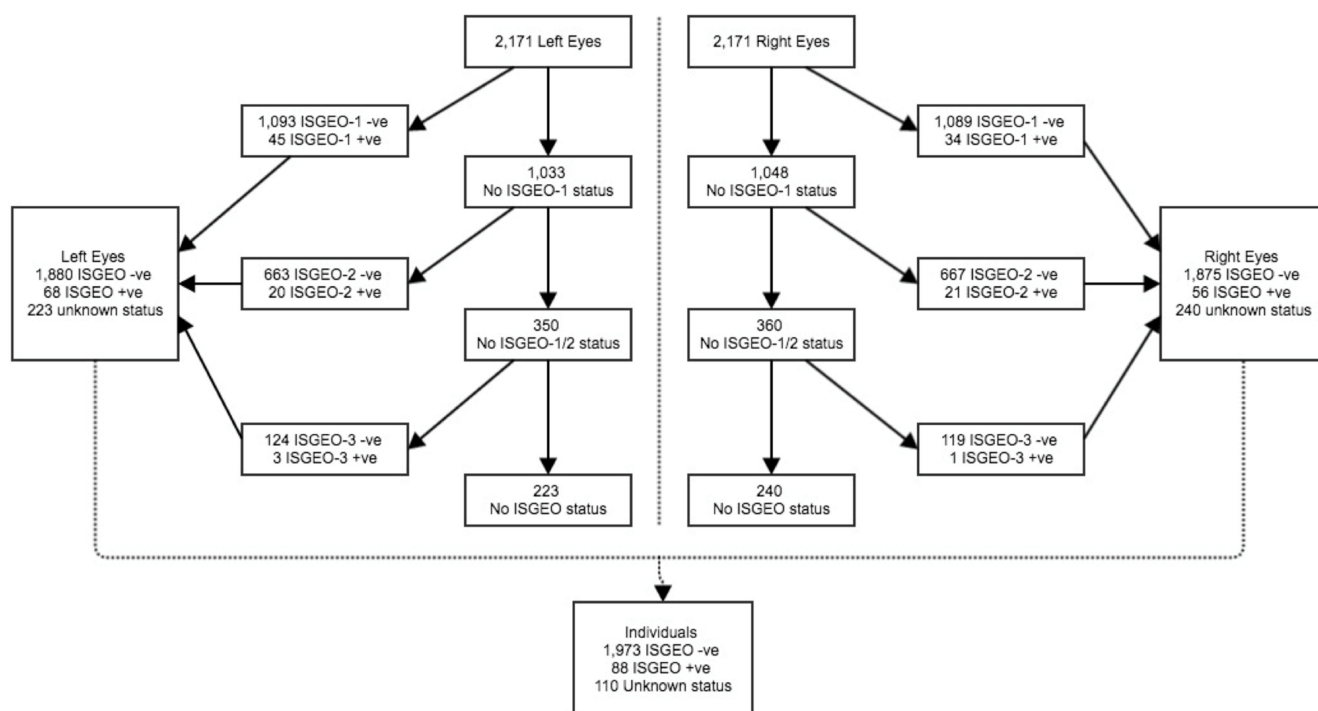 2,171 Left Eyes
2,171 Right Eyes
1,093 ISGEO-1 -ve
45 ISGEO-1 +ve
1,089 ISGEO-1 -ve
34 ISGEO-1 +ve
1,033
No ISGEO-1 status
1,048
No ISGEO-1 status
Left Eyes
1,880 ISGEO -ve
68 ISGEO +ve
223 unknown status
663 ISGEO-2 -ve
20 ISGEO-2 +ve
667 ISGEO-2 -ve
21 ISGEO-2 +ve
Right Eyes
1,875 ISGEO -ve
56 ISGEO +ve
240 unknown status
350
No ISGEO-1/2 status
360
No ISGEO-1/2 status
124 ISGEO-3 -ve
3 ISGEO-3 +ve
119 ISGEO-3 -ve
1 ISGEO-3 +ve
223
No ISGEO status
240
No ISGEO status
Individuals
1,973 ISGEO -ve
88 ISGEO +ve
110 Unknown status